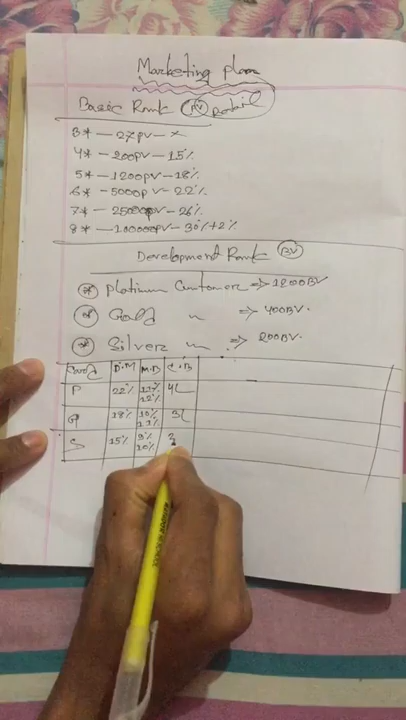 Marketing plan
Basic Rank PV Retail
3* — 27PV — x
4* — 200PV — 15%
5* — 1200PV — 18%
6* — 5000PV — 22%
7* — 25000PV — 26%
8* — 100000PV — 30%+2%
Development Rank BV
* Platinum Customer => 1200BV
* Gold " => 400BV.
* Silver " => 200BV.
D.M M.B C.B
P 22% 11% 12% 4L
G 18% 10% 11% 3L
S 15% 9% 10% 2